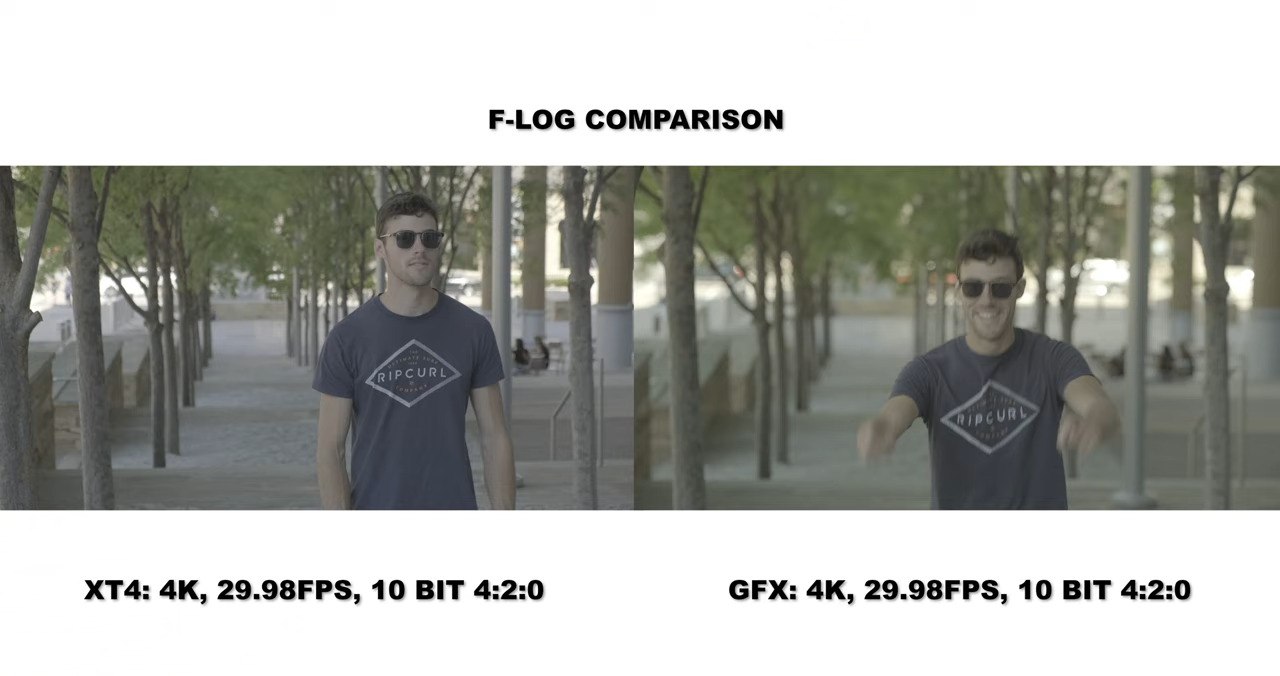 F-LOG COMPARISON
RIPCURL
COMPANY
RIPCURL
XT4: 4K, 29.98FPS, 10 BIT 4:2:0
GFX: 4K, 29.98FPS, 10 BIT 4:2:0